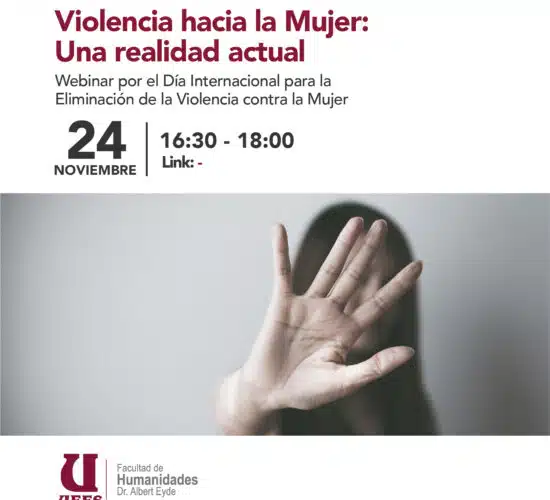 Violencia hacia la Mujer:
Una realidad actual
Webinar por el Día Internacional para la
Eliminación de la Violencia contra la Mujer
24
NOVIEMBRE
16:30 - 18:00
Link: -
Facultad de
Humanidades
Dr. Albert Eyde
UEES